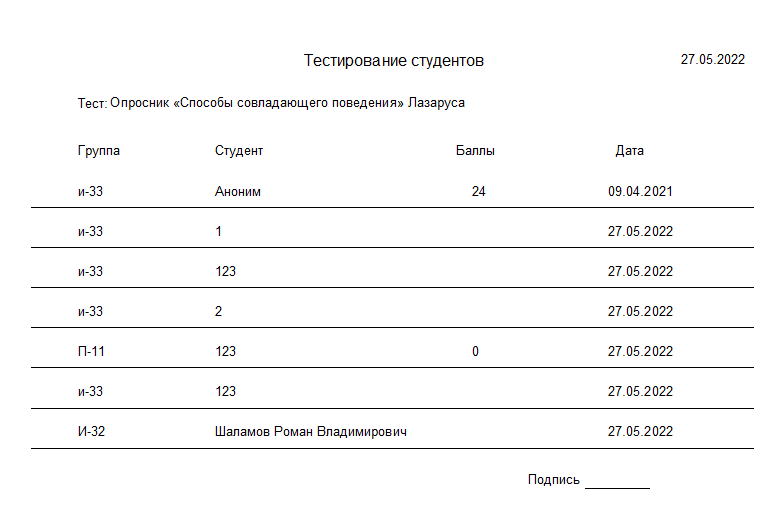 Тестирование студентов 27.05.2022
Тест: Опросник «Способы совладающего поведения» Лазаруса
Группа Студент Баллы Дата
и-33 Аноним 24 09.04.2021
и-33 1 27.05.2022
и-33 123 27.05.2022
и-33 2 27.05.2022
П-11 123 0 27.05.2022
и-33 123 27.05.2022
И-32 Шаламов Роман Владимирович 27.05.2022
Подпись